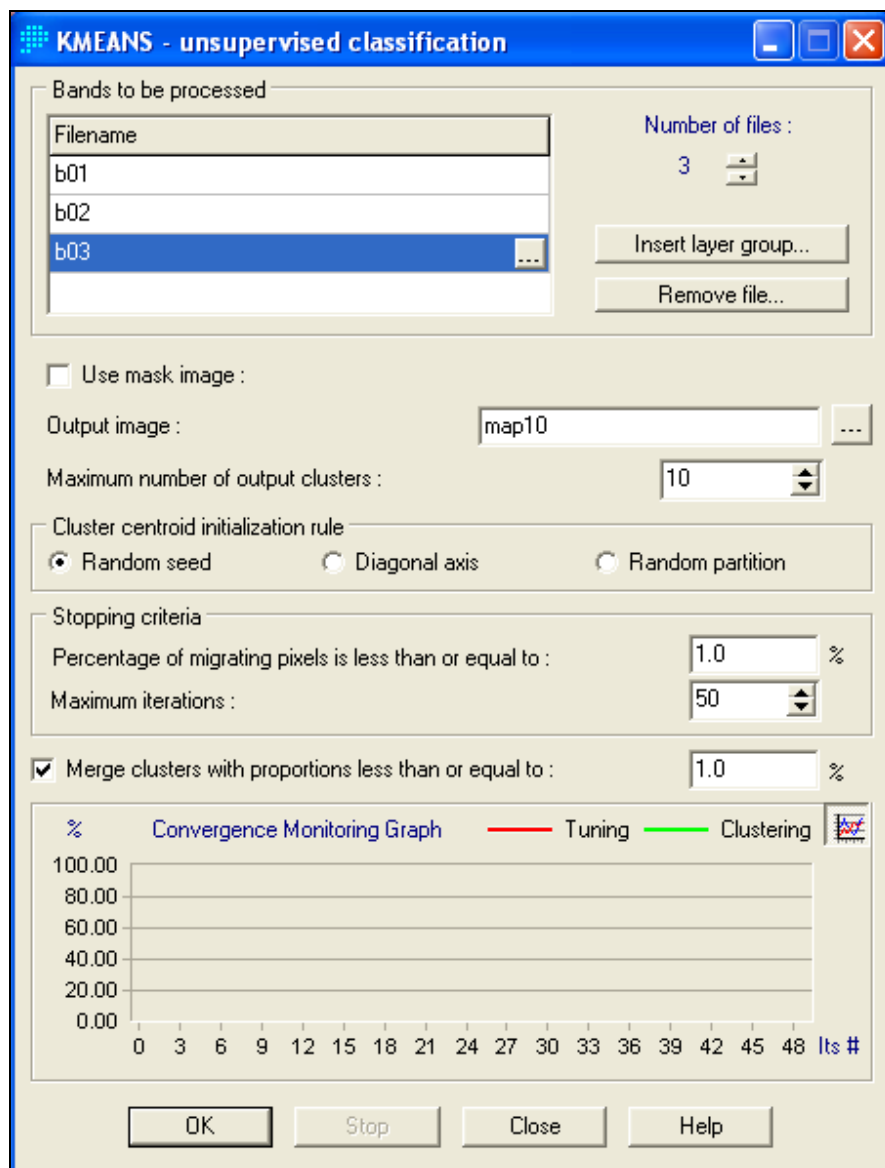 KMEANS - unsupervised classification
Bands to be processed
Filename
b01
b02
b03
...
Number of files :
3
Insert layer group...
Remove file...
Use mask image :
Output image :
map10
...
Maximum number of output clusters :
10
Cluster centroid initialization rule
Random seed
Diagonal axis
Random partition
Stopping criteria
Percentage of migrating pixels is less than or equal to :
1.0
%
Maximum iterations :
50
Merge clusters with proportions less than or equal to :
1.0
%
% Convergence Monitoring Graph Tuning Clustering
100.00
80.00
60.00
40.00
20.00
0.00
0 3 6 9 12 15 18 21 24 27 30 33 36 39 42 45 48 Its #
OK Stop Close Help